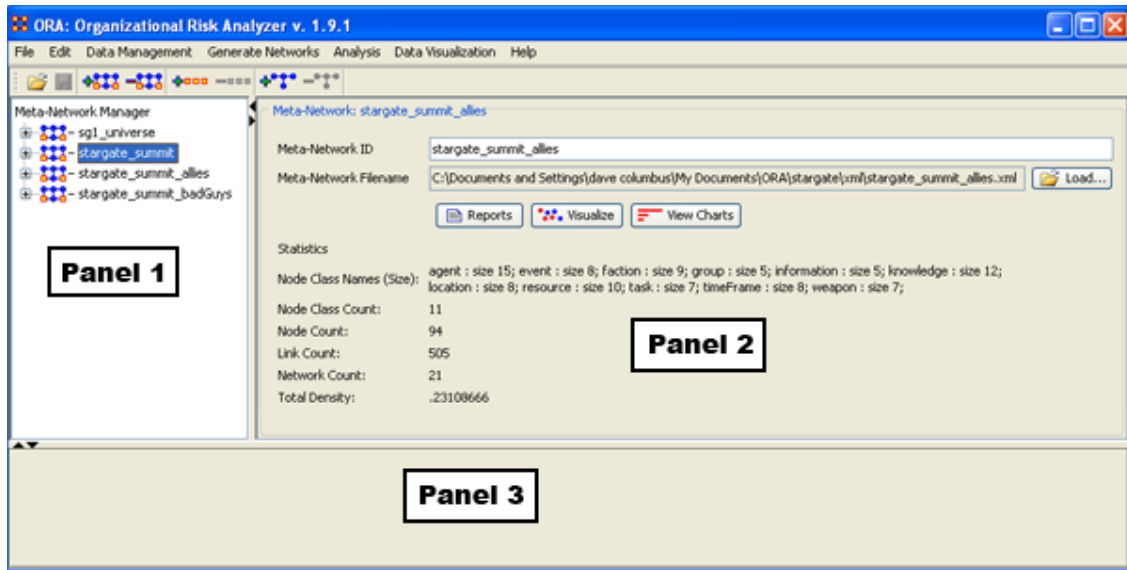 ORA: Organizational Risk Analyzer v. 1.9.1
File Edit Data Management Generate Networks Analysis Data Visualization Help
Meta-Network Manager
sg1_universe
stargate_summit
stargate_summit_allies
stargate_summit_badGuys
Panel 1
Meta-Network: stargate_summit_allies
Meta-Network ID stargate_summit_allies
Meta-Network Filename C:\Documents and Settings\dave columbus\My Documents\ORA\stargate\xml\stargate_summit_allies.xml Load...
Reports Visualize View Charts
Statistics
Node Class Names (Size): agent : size 15; event : size 8; faction : size 9; group : size 5; information : size 5; knowledge : size 12;
location : size 8; resource : size 10; task : size 7; timeFrame : size 8; weapon : size 7;
Node Class Count: 11
Node Count: 94
Link Count: 505
Network Count: 21
Total Density: .23108666
Panel 2
Panel 3